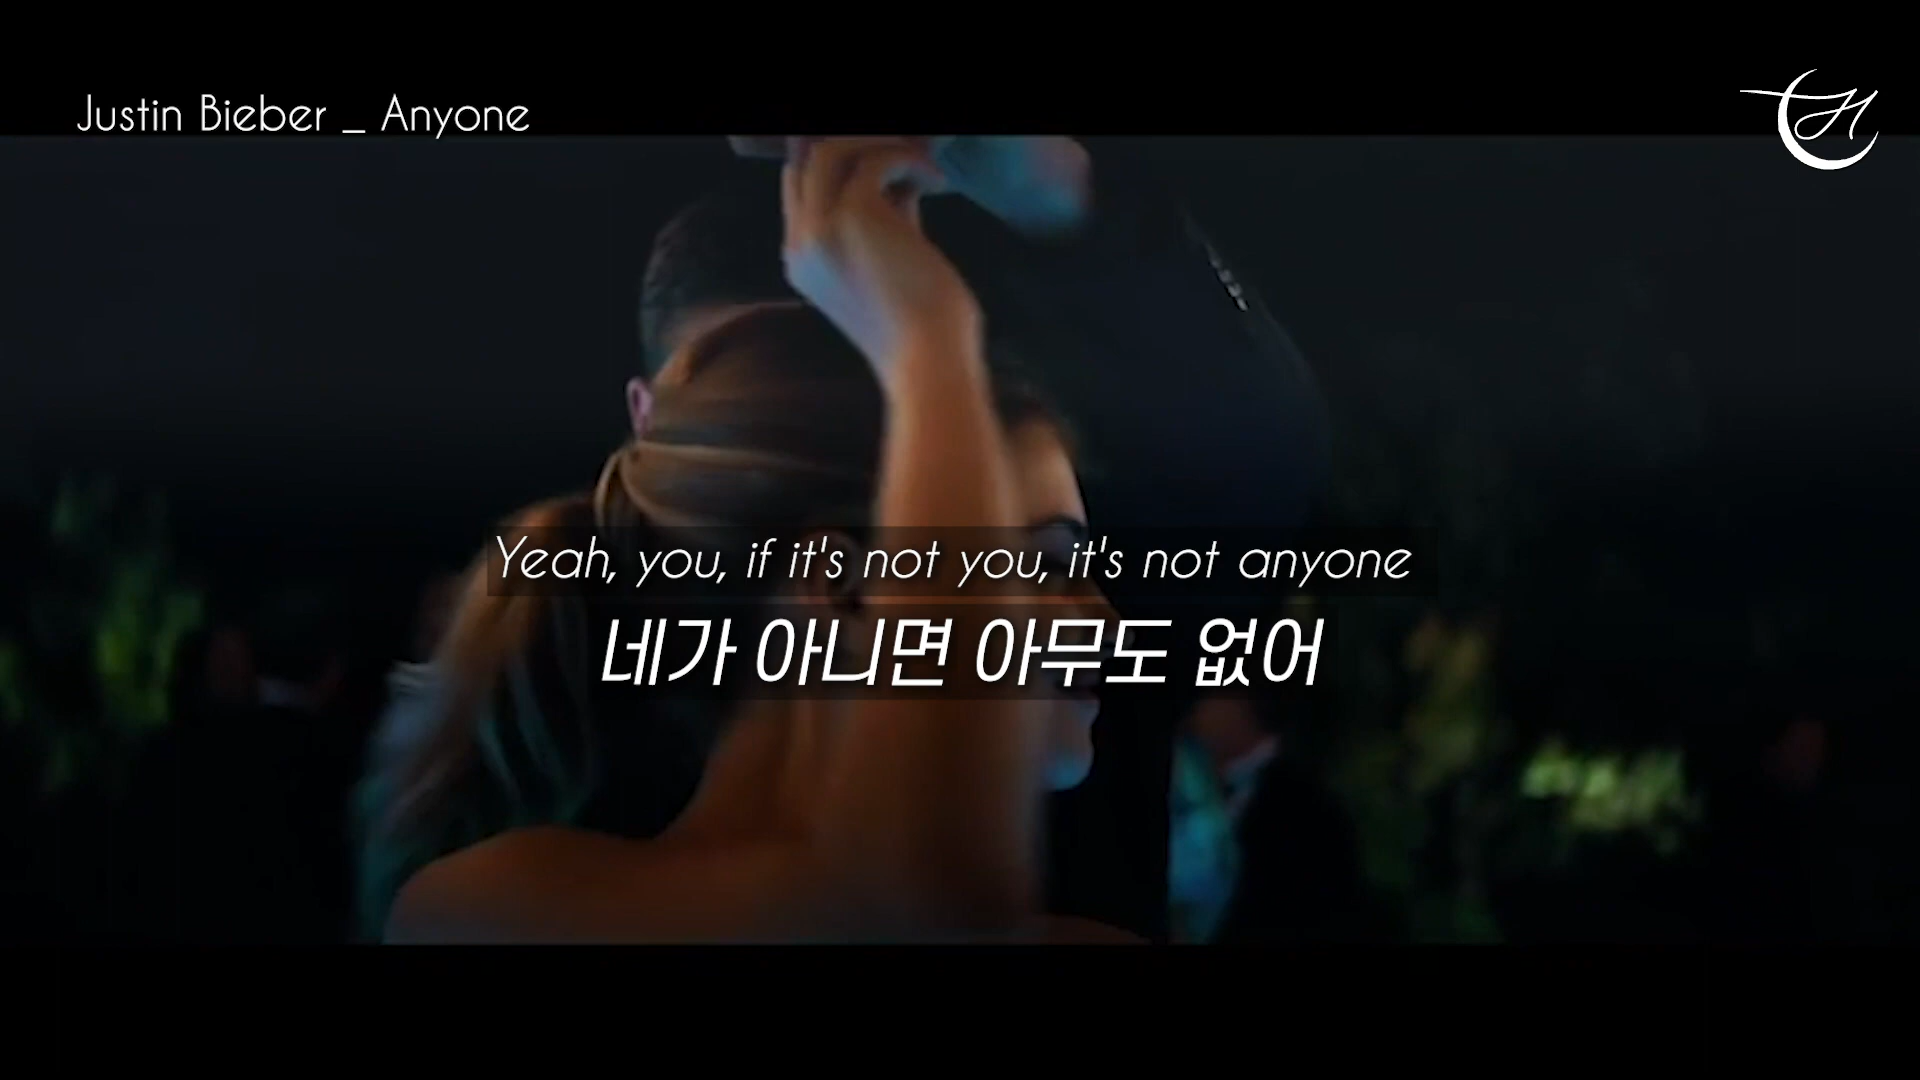 Justin Bieber _ Anyone
Yeah, you, if it's not you, it's not anyone
네가 아니면 아무도 없어